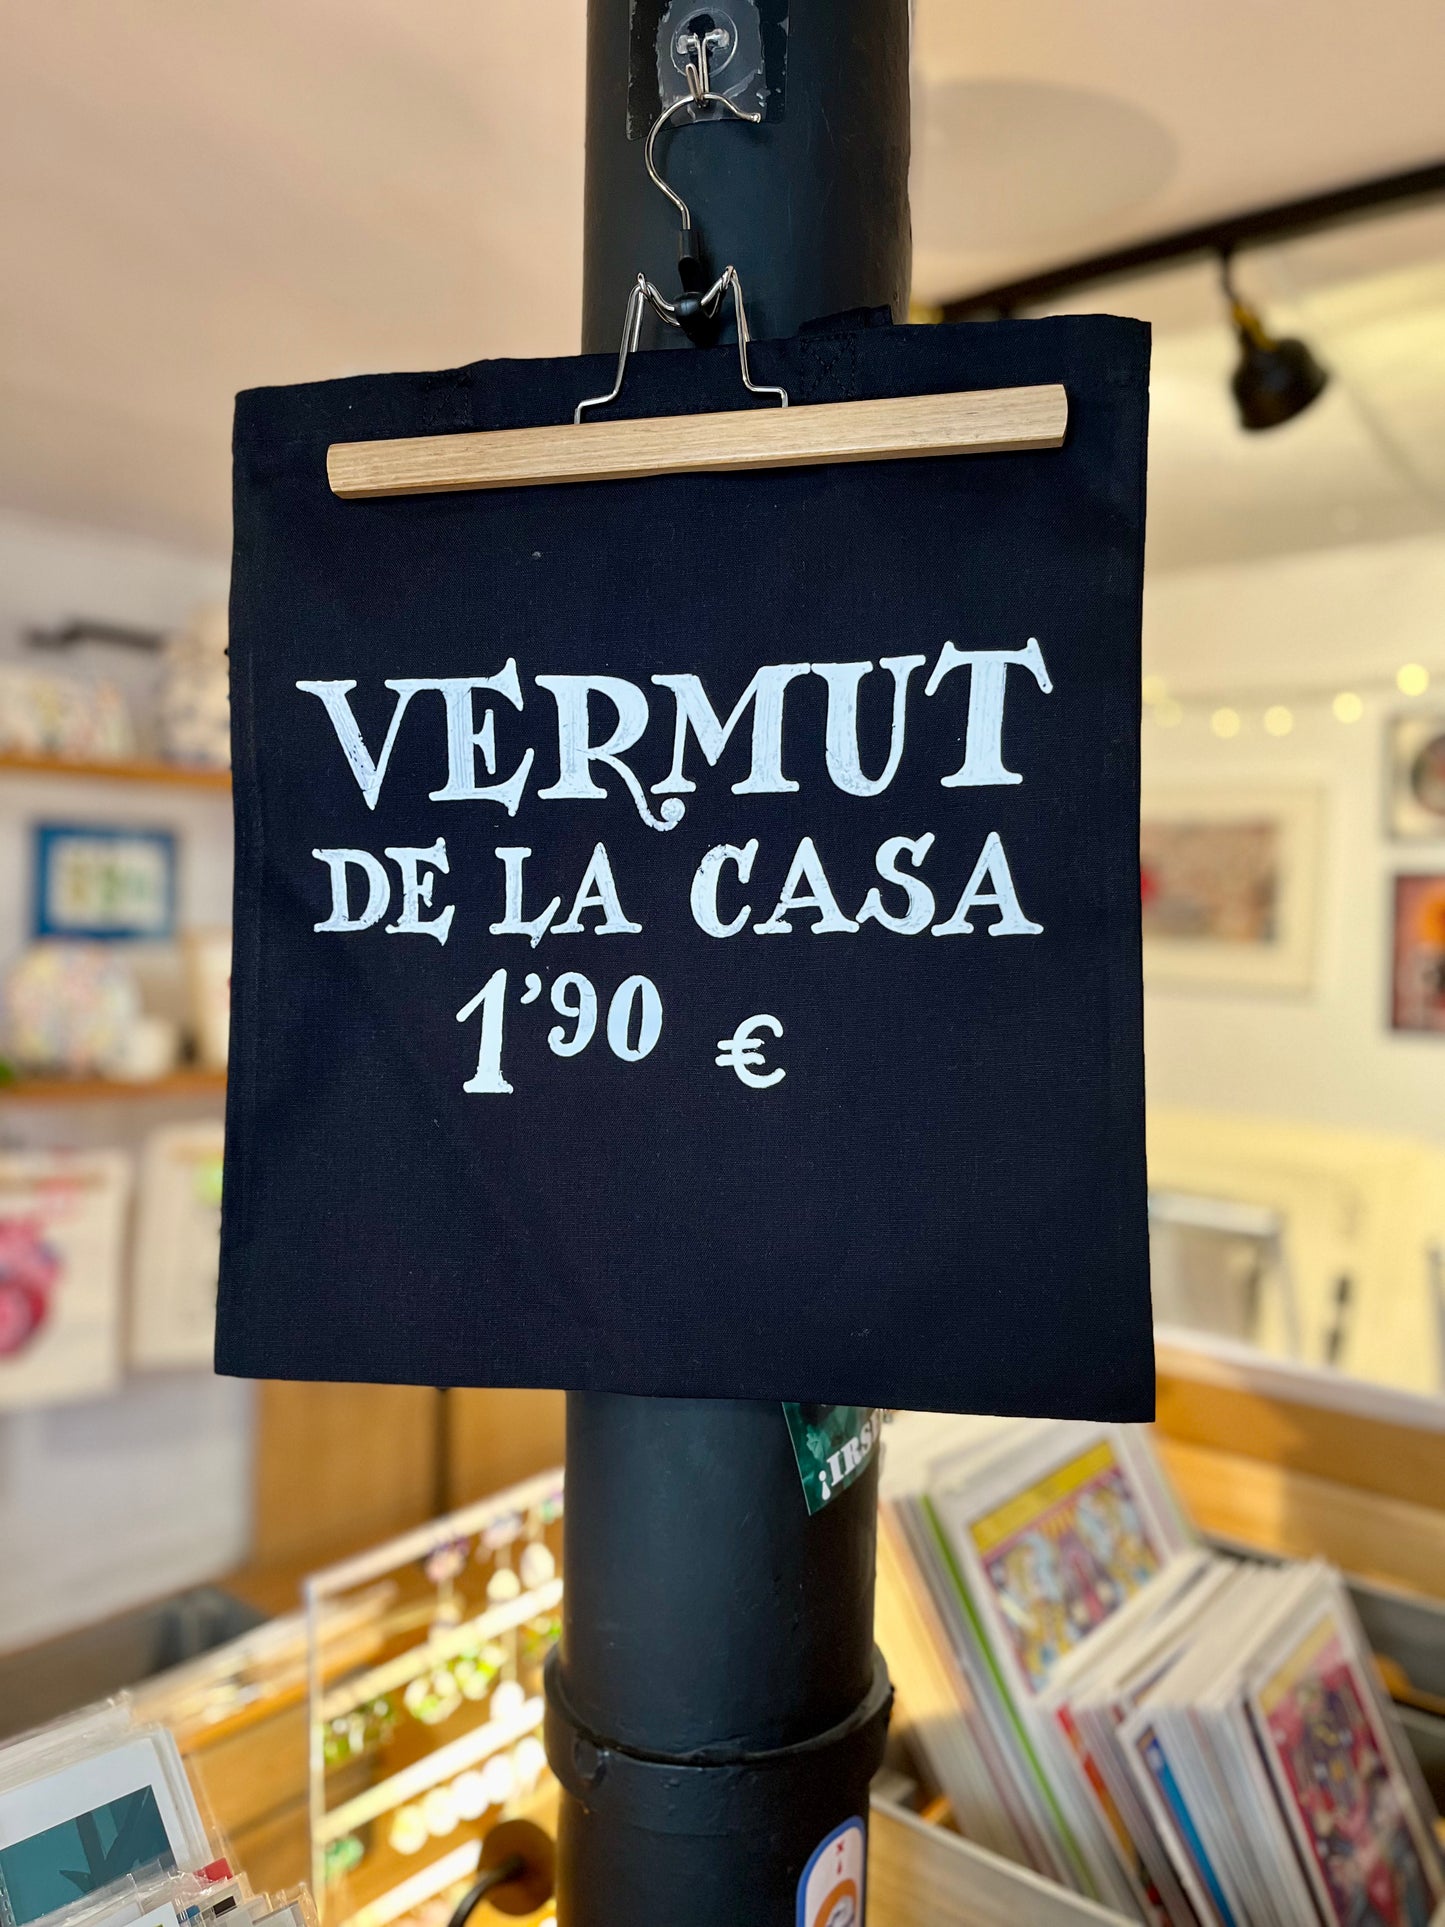 VERMUT
DE LA CASA
1'90 €